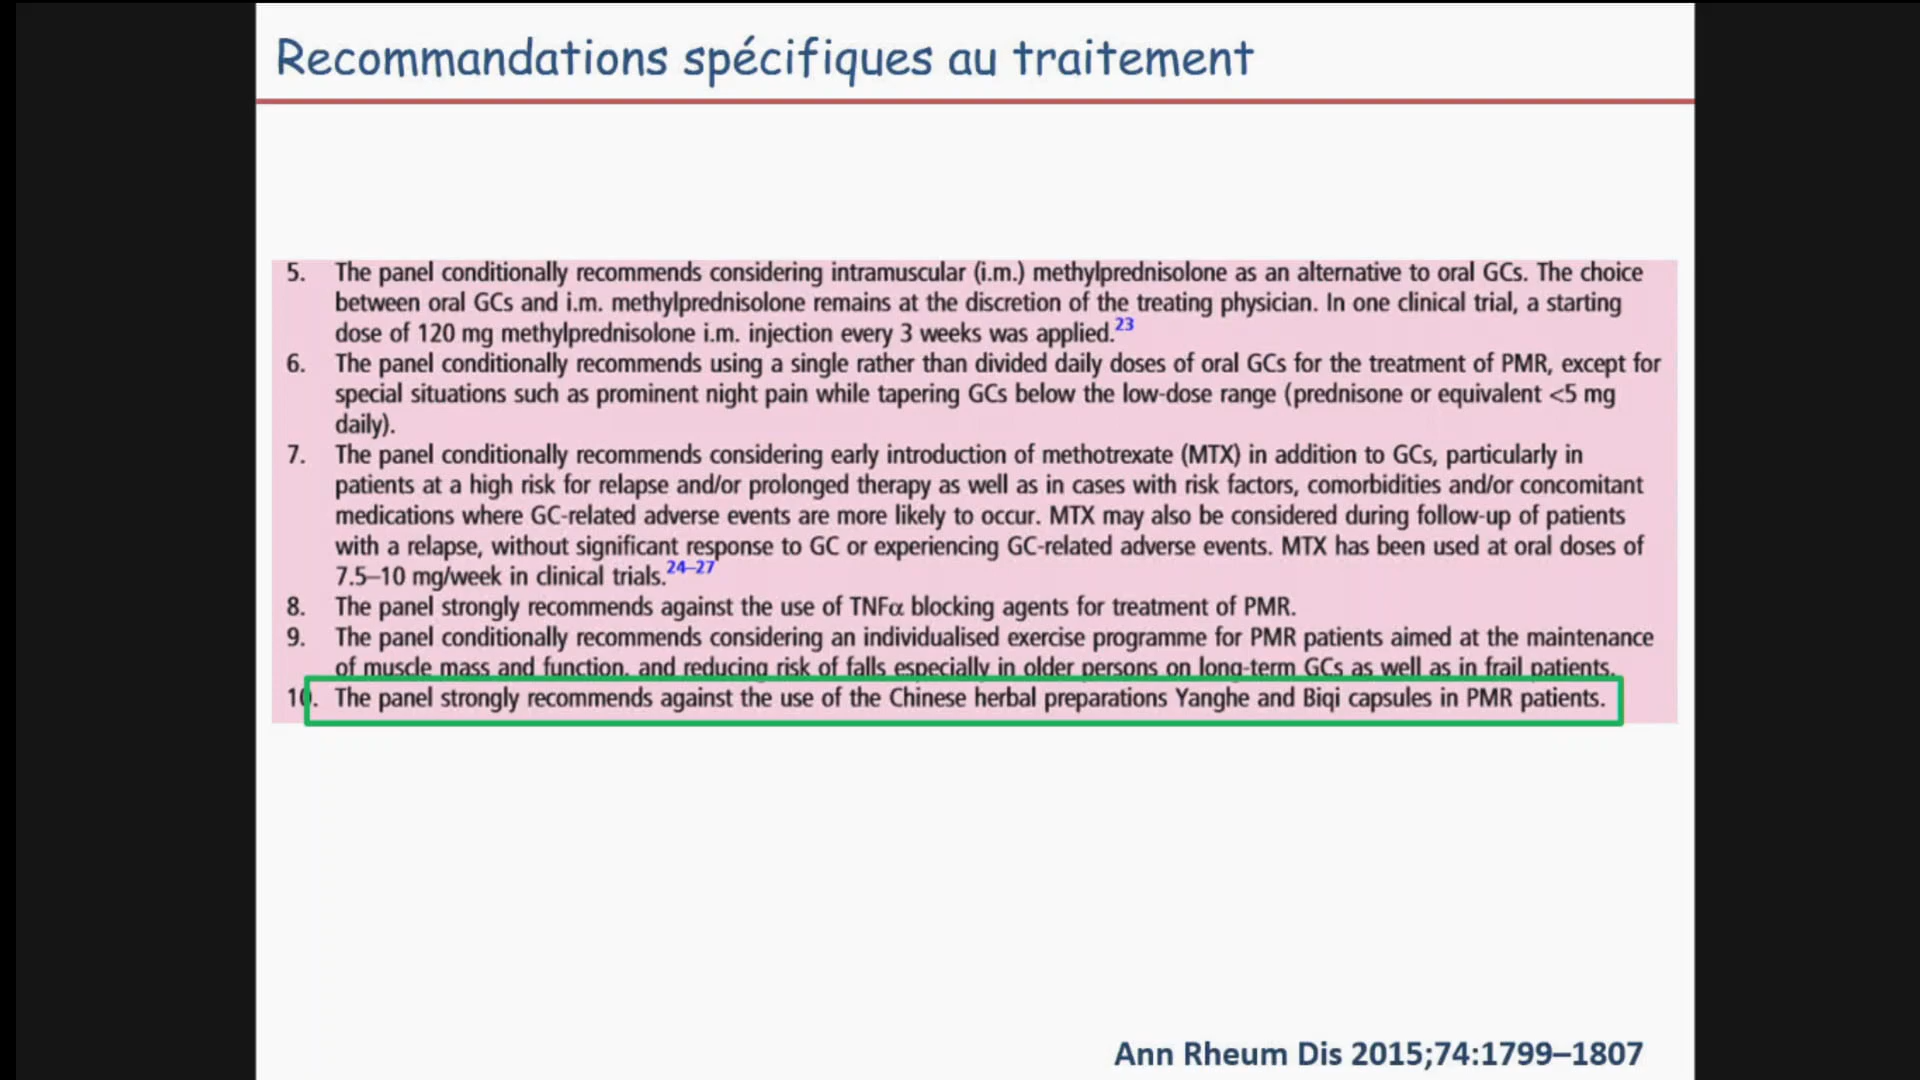 Recommandations spécifiques au traitement
5. The panel conditionally recommends considering intramuscular (i.m.) methylprednisolone as an alternative to oral GCs. The choice
between oral GCs and i.m. methylprednisolone remains at the discretion of the treating physician. In one clinical trial, a starting
dose of 120 mg methylprednisolone i.m. injection every 3 weeks was applied.23
6. The panel conditionally recommends using a single rather than divided daily doses of oral GCs for the treatment of PMR, except for
special situations such as prominent night pain while tapering GCs below the low-dose range (prednisone or equivalent <5 mg
daily).
7. The panel conditionally recommends considering early introduction of methotrexate (MTX) in addition to GCs, particularly in
patients at a high risk for relapse and/or prolonged therapy as well as in cases with risk factors, comorbidities and/or concomitant
medications where GC-related adverse events are more likely to occur. MTX may also be considered during follow-up of patients
with a relapse, without significant response to GC or experiencing GC-related adverse events. MTX has been used at oral doses of
7.5–10 mg/week in clinical trials.24–27
8. The panel strongly recommends against the use of TNFα blocking agents for treatment of PMR.
9. The panel conditionally recommends considering an individualised exercise programme for PMR patients aimed at the maintenance
of muscle mass and function, and reducing risk of falls especially in older persons on long-term GCs as well as in frail patients.
10. The panel strongly recommends against the use of the Chinese herbal preparations Yanghe and Biqi capsules in PMR patients.
Ann Rheum Dis 2015;74:1799–1807